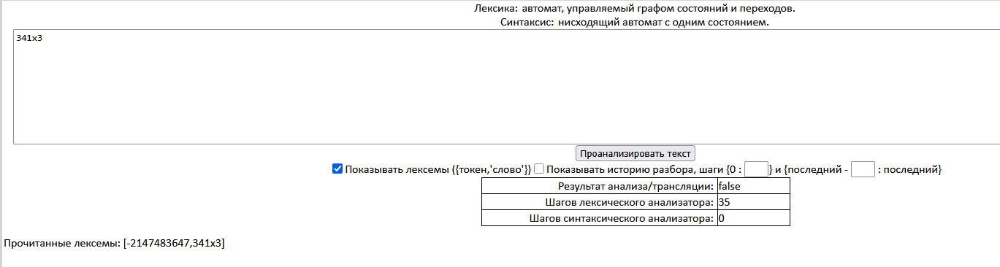 Лексика: автомат, управляемый графом состояний и переходов.
Синтаксис: нисходящий автомат с одним состоянием.
341x3
Проанализировать текст
Показывать лексемы ({токен,'слово'}) Показывать историю разбора, шаги {0 : } и {последний - : последний}
Результат анализа/трансляции: false
Шагов лексического анализатора: 35
Шагов синтаксического анализатора: 0
Прочитанные лексемы: [-2147483647,341x3]